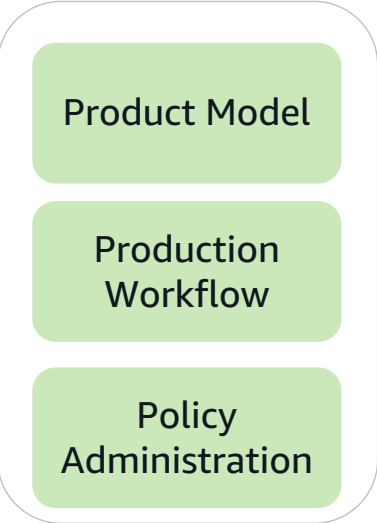 Product Model
Production
Workflow
Policy
Administration